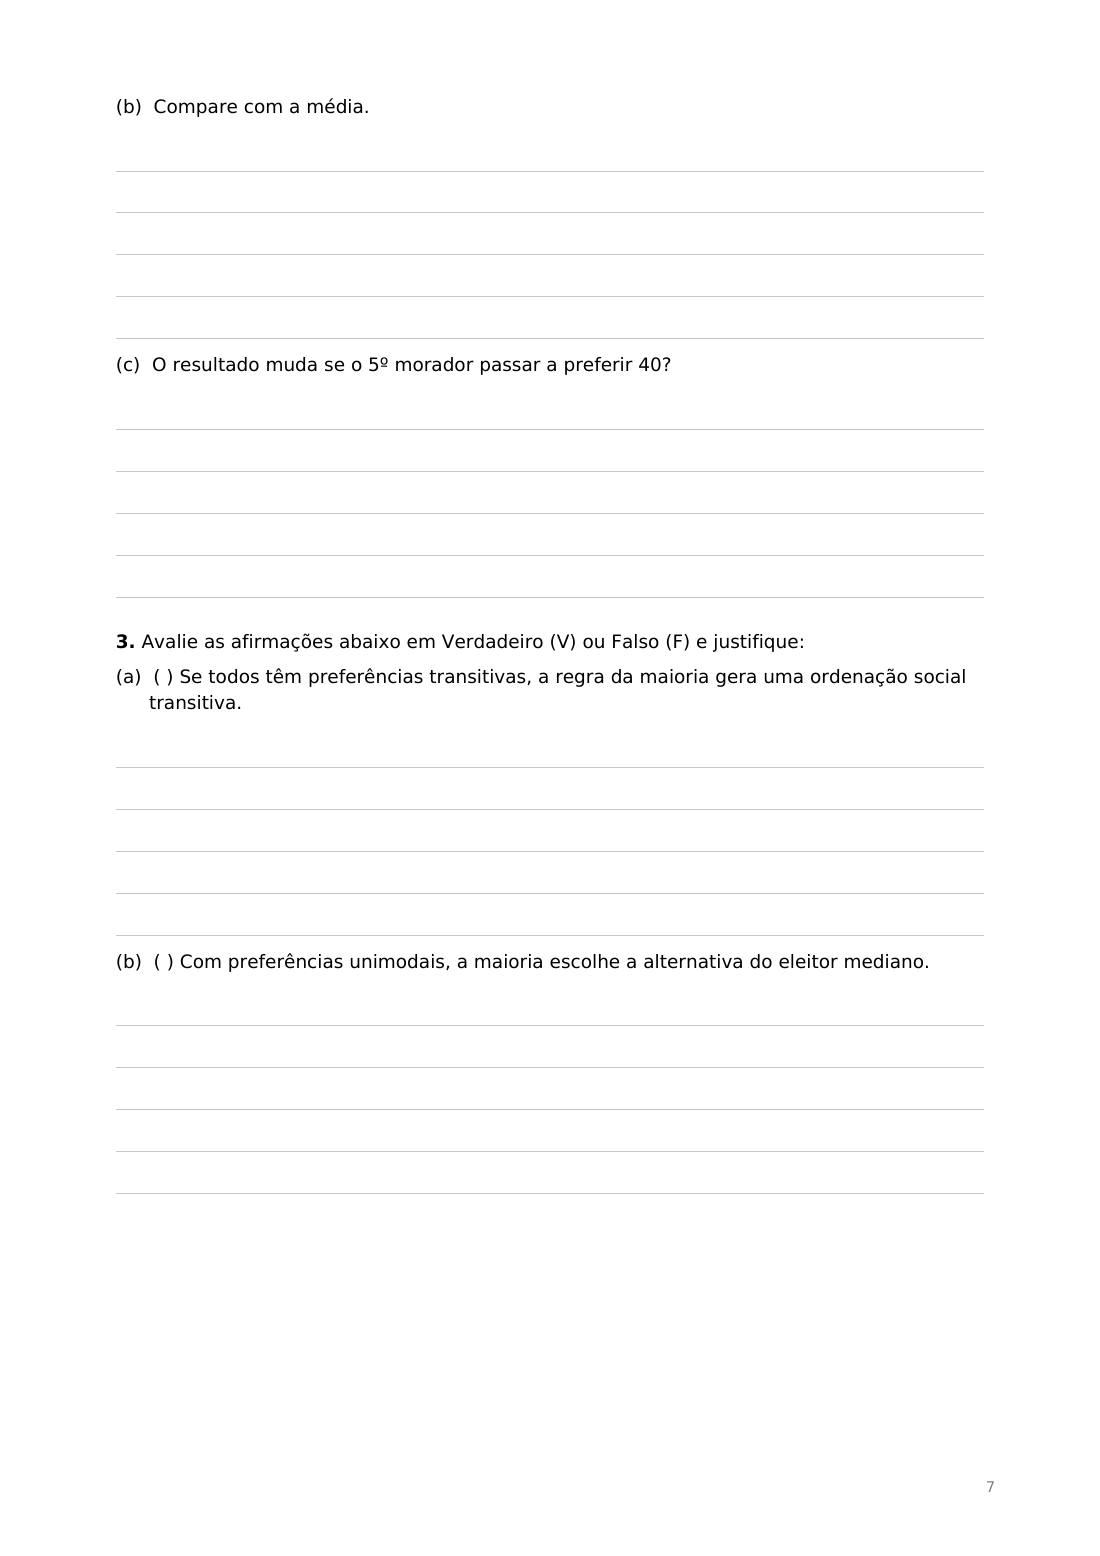 (b) Compare com a média.
(c) O resultado muda se o 5º morador passar a preferir 40?
3. Avalie as afirmações abaixo em Verdadeiro (V) ou Falso (F) e justifique:
(a) ( ) Se todos têm preferências transitivas, a regra da maioria gera uma ordenação social
transitiva.
(b) ( ) Com preferências unimodais, a maioria escolhe a alternativa do eleitor mediano.
7